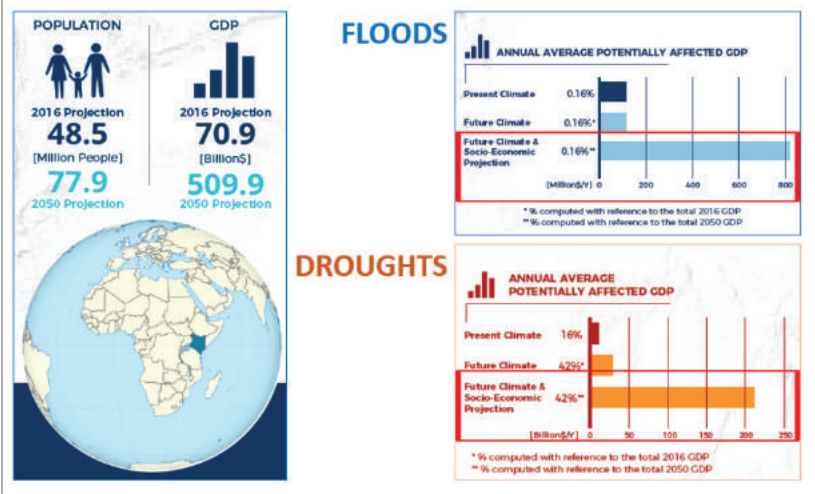 POPULATION
2016 Projection
48.5
[Million People]
77.9
2050 Projection
GDP
2016 Projection
70.9
[Billion$]
509.9
2050 Projection
FLOODS
ANNUAL AVERAGE POTENTIALLY AFFECTED GDP
Present Climate 0.16%
Future Climate 0.16%*
Future Climate &
Socio-Economic 0.16%**
Projection
[Million$/Y] 0 200 400 600 800
* % computed with reference to the total 2016 GDP
** % computed with reference to the total 2050 GDP
DROUGHTS
ANNUAL AVERAGE
POTENTIALLY AFFECTED GDP
Present Climate 16%
Future Climate 42%*
Future Climate &
Socio-Economic 42%**
Projection
[Billion$/Y] 0 50 100 150 200 250
* % computed with reference to the total 2016 GDP
** % computed with reference to the total 2050 GDP